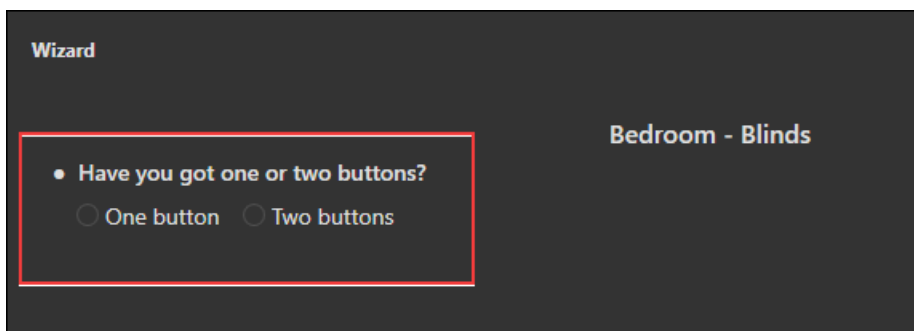 Wizard
Bedroom - Blinds
• Have you got one or two buttons?
One button Two buttons